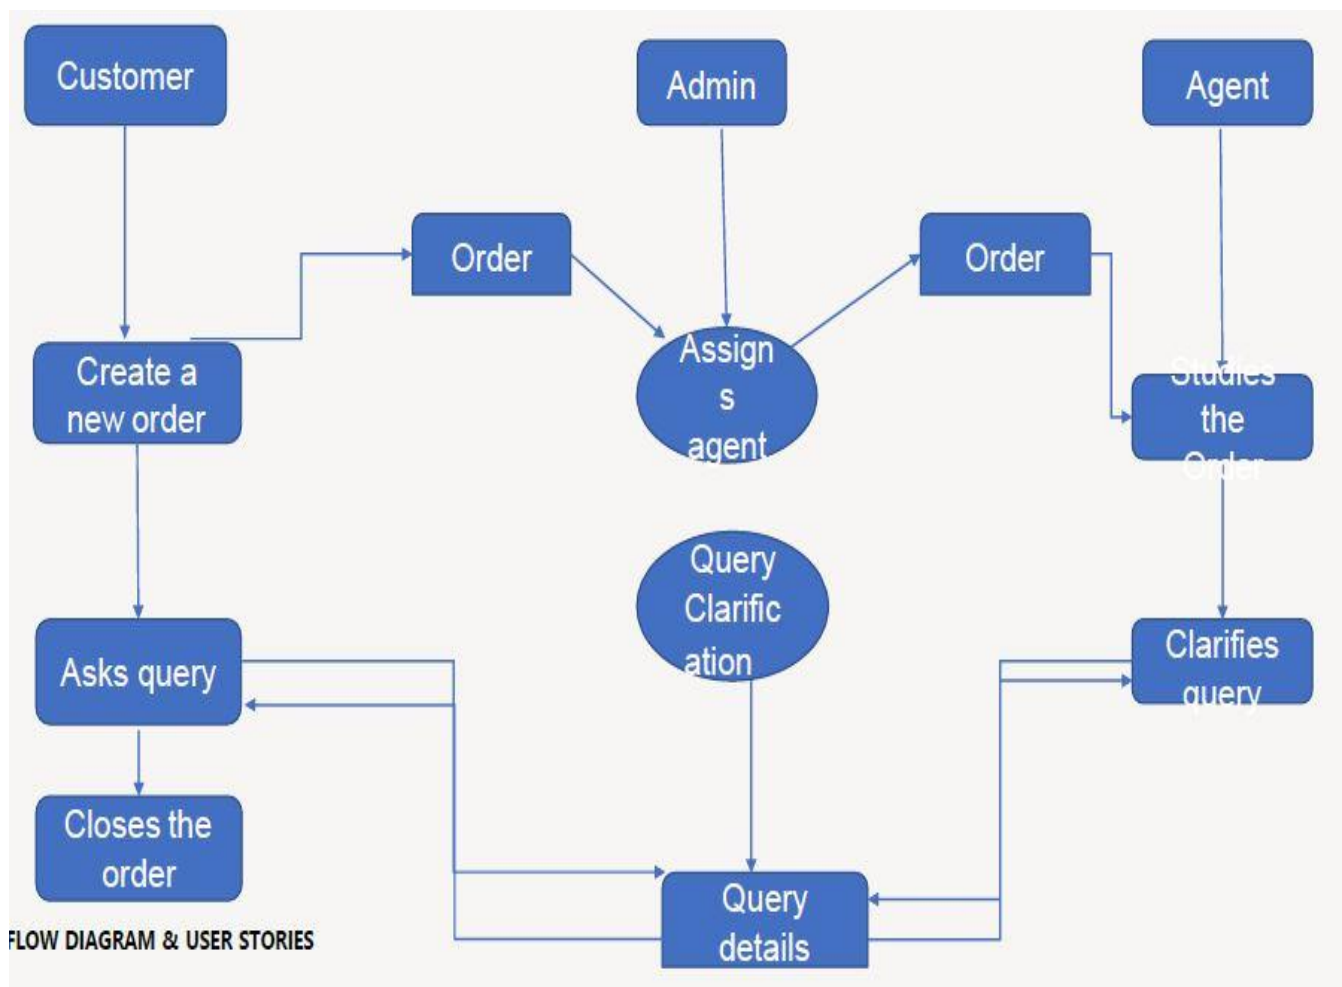 Customer
Admin
Agent
Order
Order
Create a
new order
Assign
s
agent
Studies
the
Order
Query
Clarific
ation
Asks query
Clarifies
query
Closes the
order
Query
details
FLOW DIAGRAM & USER STORIES